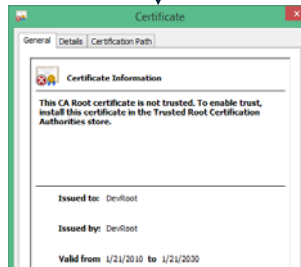 Certificate
General Details Certification Path
Certificate Information
This CA Root certificate is not trusted. To enable trust,
install this certificate in the Trusted Root Certification
Authorities store.
Issued to: DevRoot
Issued by: DevRoot
Valid from 1/21/2010 to 1/21/2030